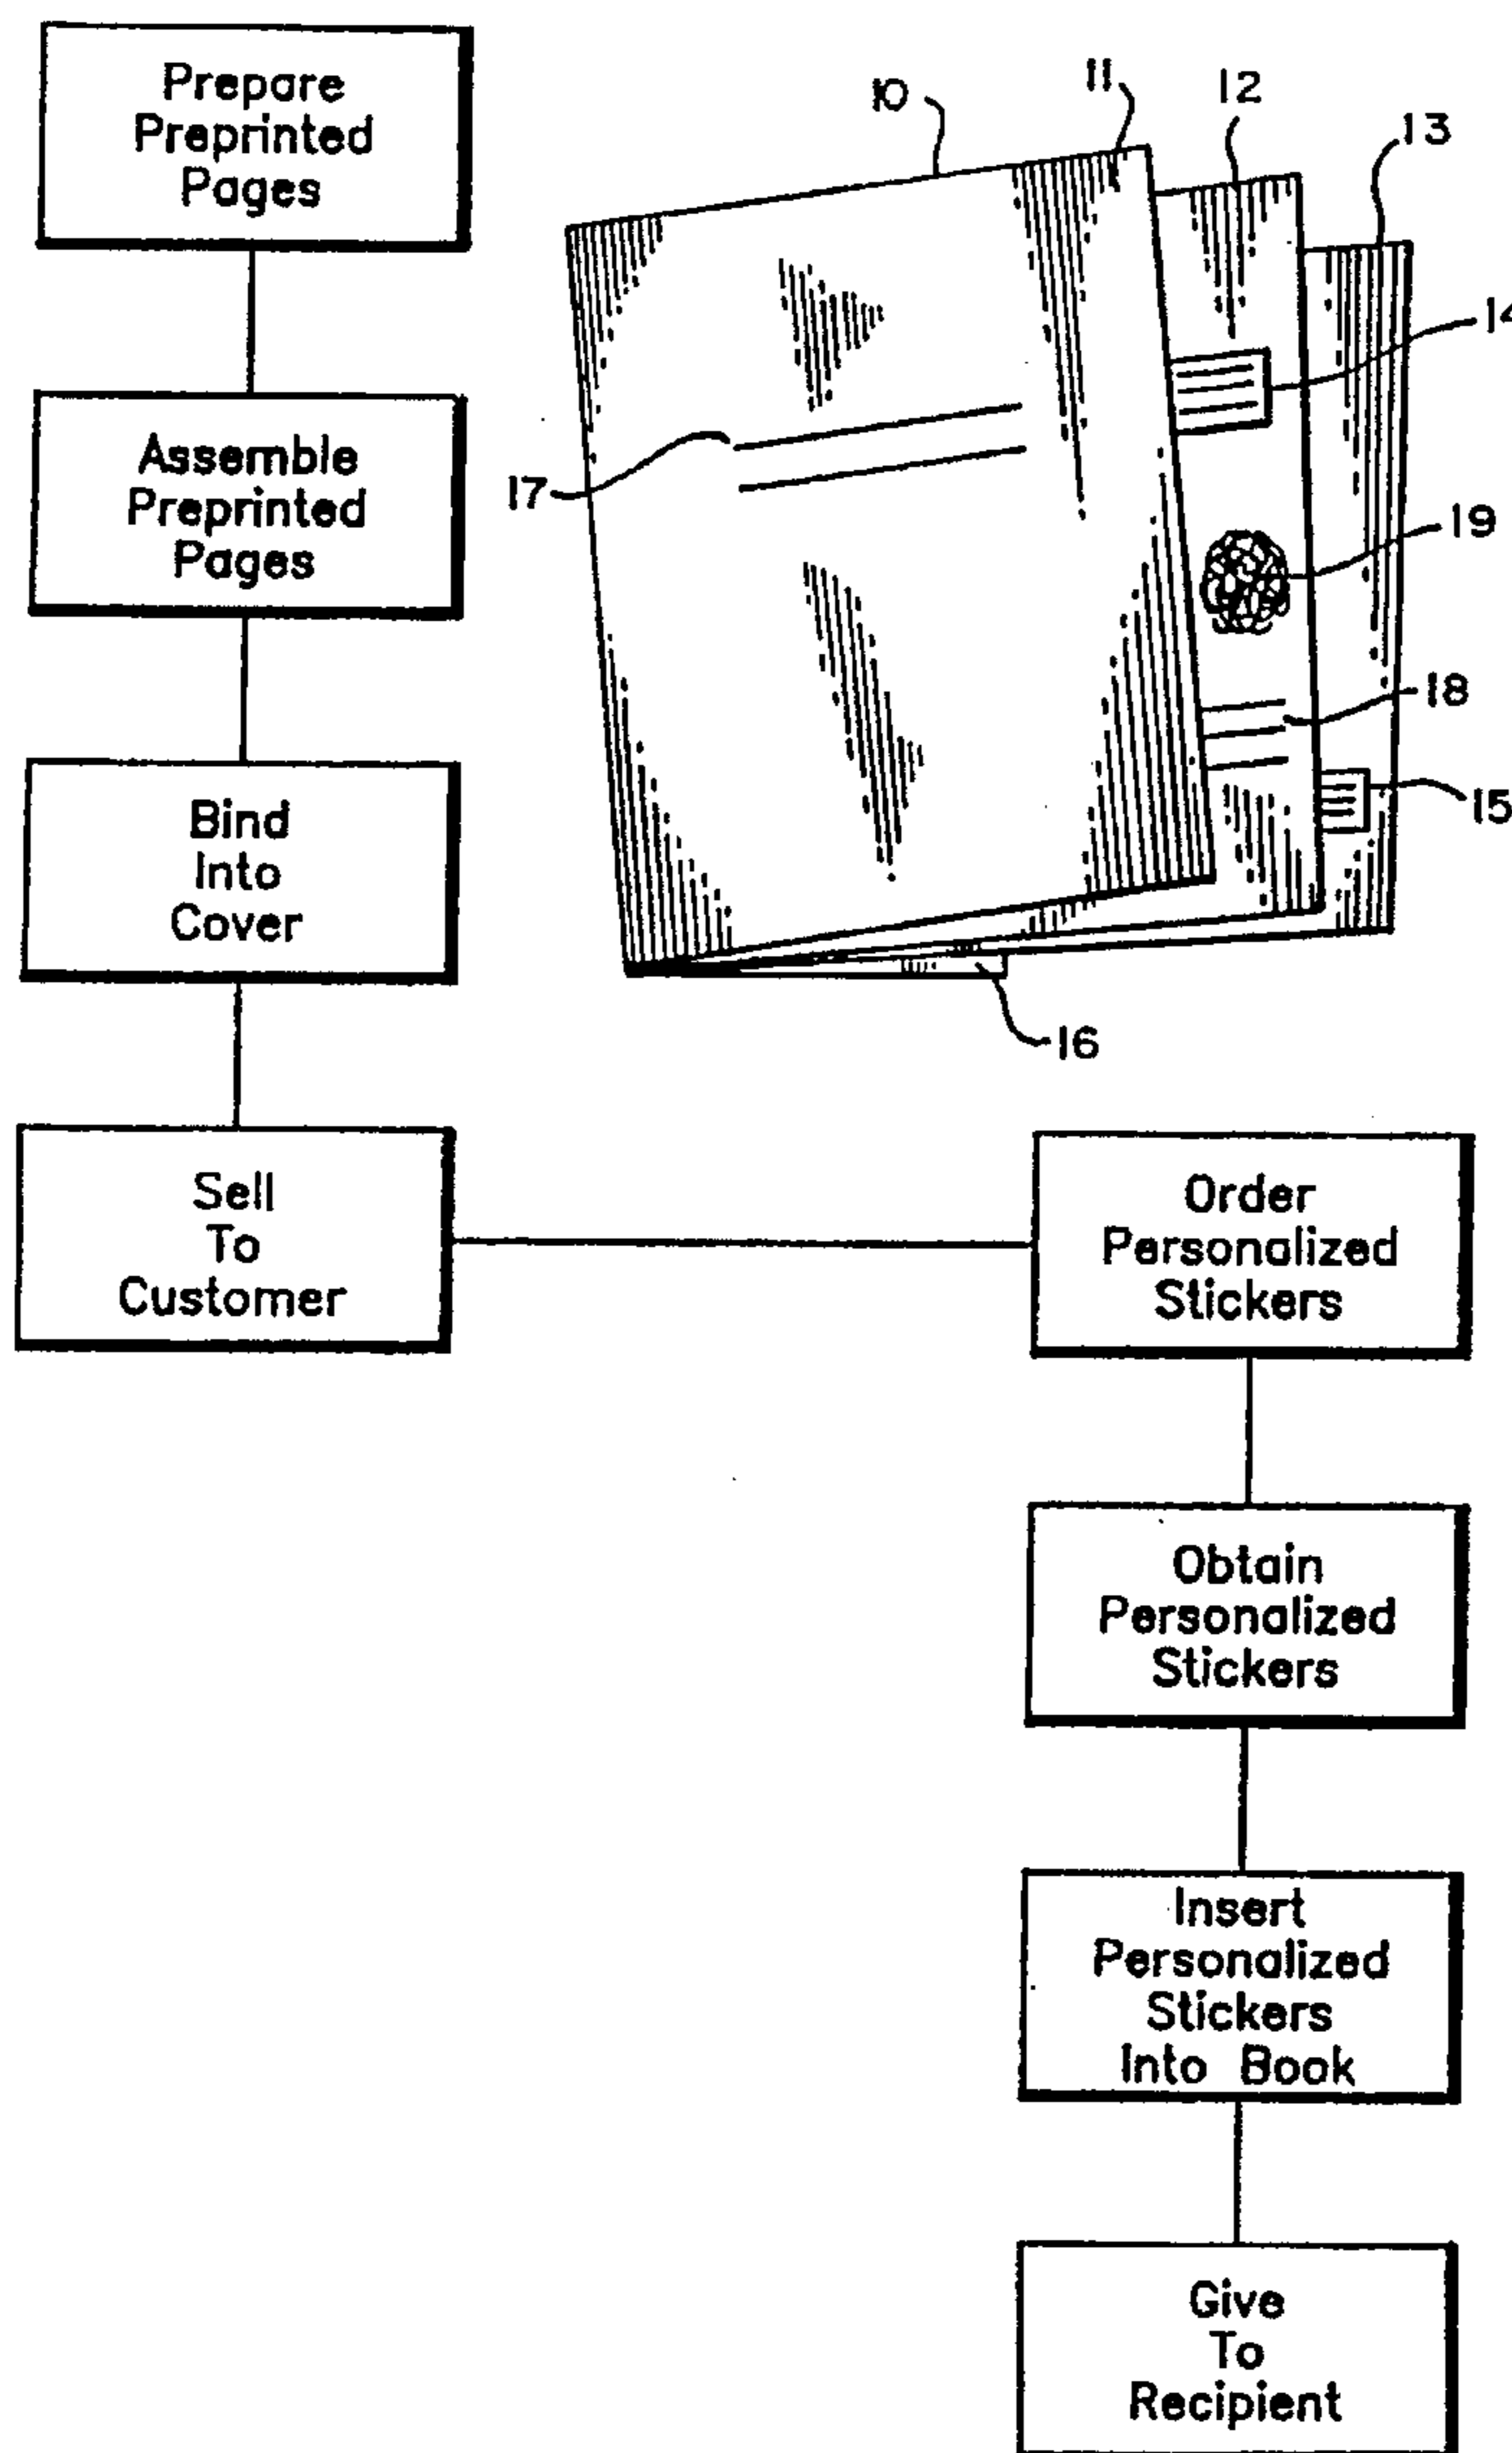 Prepare
Preprinted
Pages
10
11
12
13
14
17
19
18
15
16
Assemble
Preprinted
Pages
Bind
Into
Cover
Sell
To
Customer
Order
Personalized
Stickers
Obtain
Personalized
Stickers
Insert
Personalized
Stickers
Into Book
Give
To
Recipient